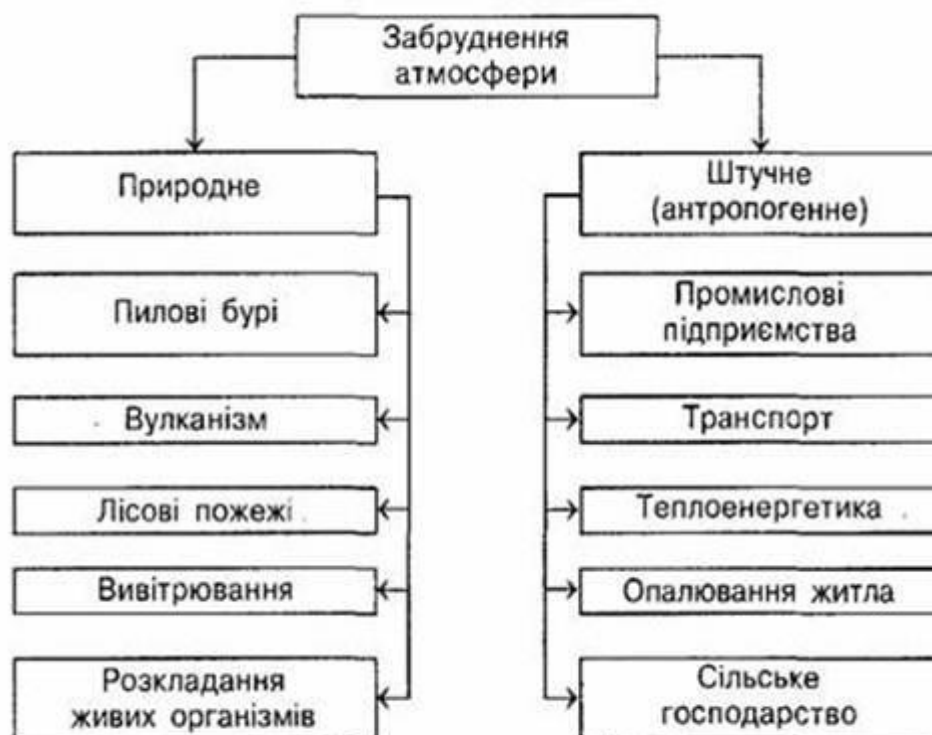 Забруднення
атмосфери
Природне
Штучне
(антропогенне)
Пилові бурі
Промислові
підприємства
Вулканізм
Транспорт
Лісові пожежі
Теплоенергетика
Вивітрювання
Опалювання житла
Розкладання
живих організмів
Сільське
господарство